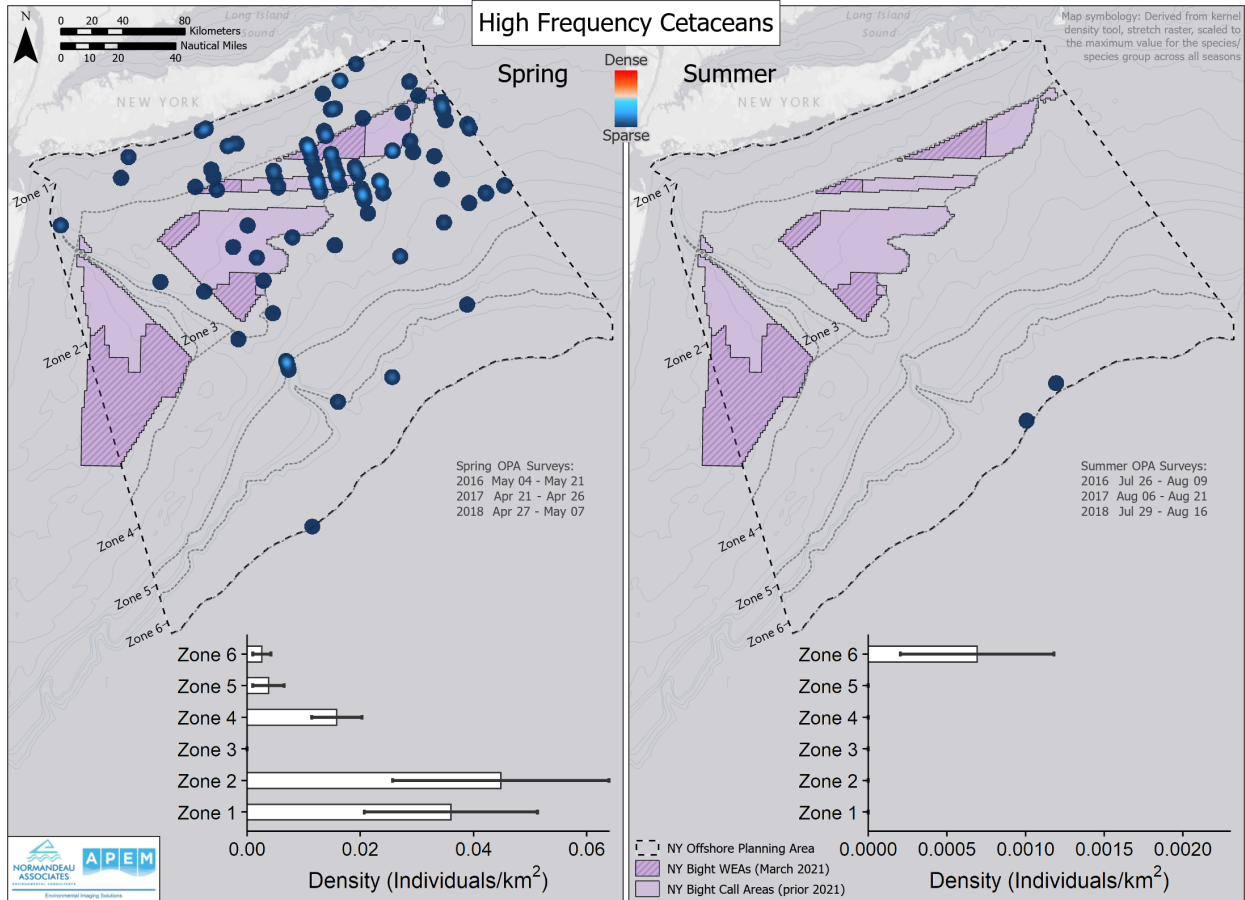 High Frequency Cetaceans
N
0 20 40 80
Kilometers
Nautical Miles
0 10 20 40
Long Island
Sound
NEW YORK
Spring
Dense
Sparse
Zone 1
Zone 2
Zone 3
Zone 4
Zone 5
Zone 6
Spring OPA Surveys:
2016 May 04 - May 21
2017 Apr 21 - Apr 26
2018 Apr 27 - May 07
Zone 6
Zone 5
Zone 4
Zone 3
Zone 2
Zone 1
0.00 0.02 0.04 0.06
Density (Individuals/km²)
NORMANDEAU
ASSOCIATES
ENVIRONMENTAL CONSULTANTS
APEM
Environmental Imaging Solutions
Summer
Long Island
Sound
NEW YORK
Map symbology: Derived from kernel
density tool, stretch raster, scaled to
the maximum value for the species/
species group across all seasons
Zone 1
Zone 2
Zone 3
Zone 4
Zone 5
Zone 6
Summer OPA Surveys:
2016 Jul 26 - Aug 09
2017 Aug 06 - Aug 21
2018 Jul 29 - Aug 16
Zone 6
Zone 5
Zone 4
Zone 3
Zone 2
Zone 1
0.0000 0.0005 0.0010 0.0015 0.0020
Density (Individuals/km²)
NY Offshore Planning Area
NY Bight WEAs (March 2021)
NY Bight Call Areas (prior 2021)